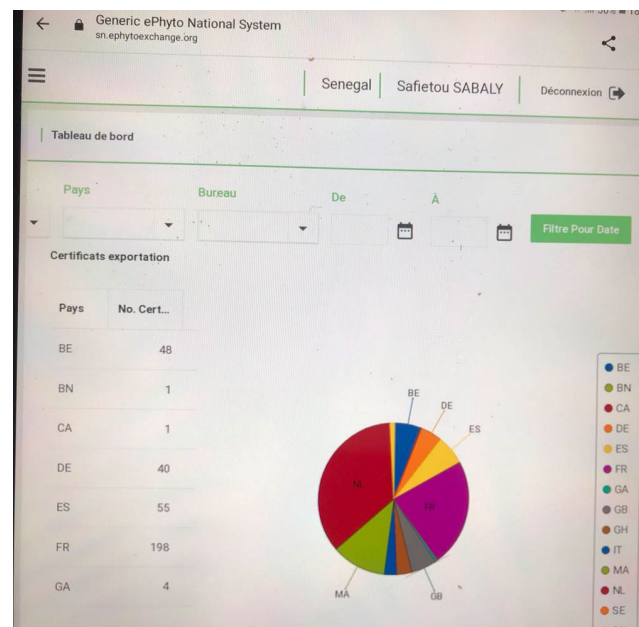 Generic ePhyto National System
sn.ephytoexchange.org
Senegal Safietou SABALY Déconnexion
Tableau de bord
Pays Bureau De À
Filtre Pour Date
Certificats exportation
Pays No. Cert...
BE 48
BN 1
CA 1
DE 40
ES 55
FR 198
GA 4
BE
DE
ES
NL
FR
MA
GB
BE
BN
CA
DE
ES
FR
GA
GB
GH
IT
MA
NL
SE